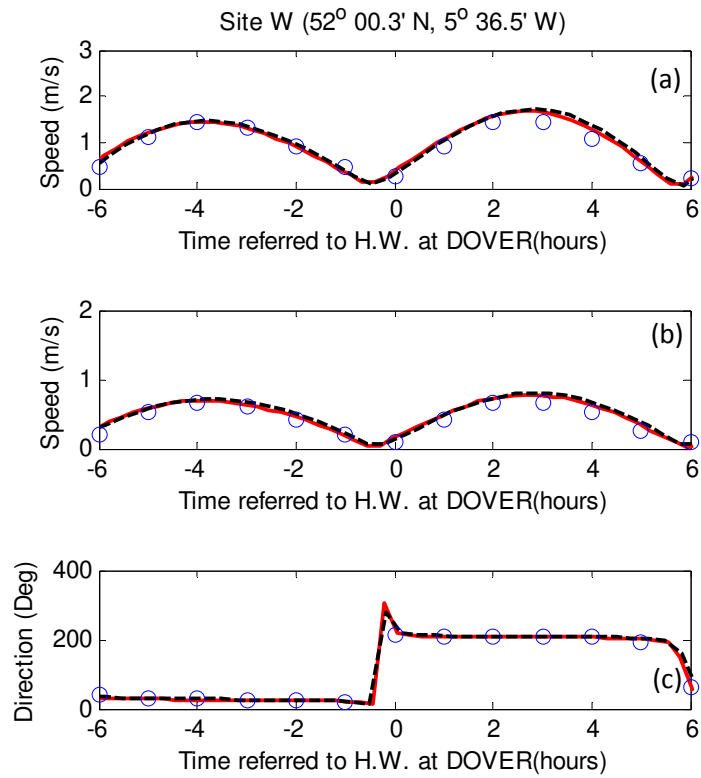 Site W (52o 00.3' N, 5o 36.5' W)
3
2
1
0
Speed (m/s)
(a)
-6 -4 -2 0 2 4 6
Time referred to H.W. at DOVER(hours)
2
1
0
Speed (m/s)
(b)
-6 -4 -2 0 2 4 6
Time referred to H.W. at DOVER(hours)
400
200
0
Direction (Deg)
(c)
-6 -4 -2 0 2 4 6
Time referred to H.W. at DOVER(hours)